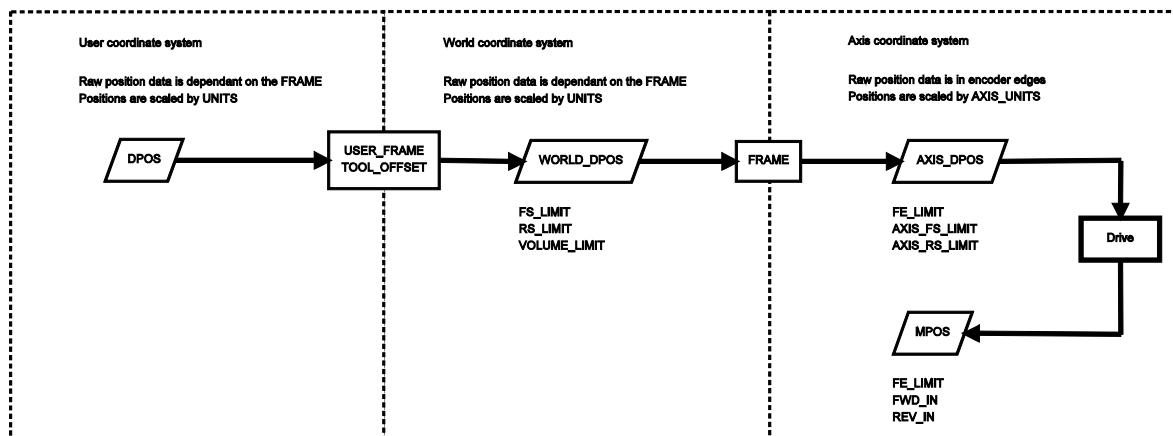 User coordinate system
Raw position data is dependant on the FRAME
Positions are scaled by UNITS
DPOS
USER_FRAME
TOOL_OFFSET
World coordinate system
Raw position data is dependant on the FRAME
Positions are scaled by UNITS
WORLD_DPOS
FS_LIMIT
RS_LIMIT
VOLUME_LIMIT
FRAME
Axis coordinate system
Raw position data is in encoder edges
Positions are scaled by AXIS_UNITS
AXIS_DPOS
FE_LIMIT
AXIS_FS_LIMIT
AXIS_RS_LIMIT
Drive
MPOS
FE_LIMIT
FWD_IN
REV_IN